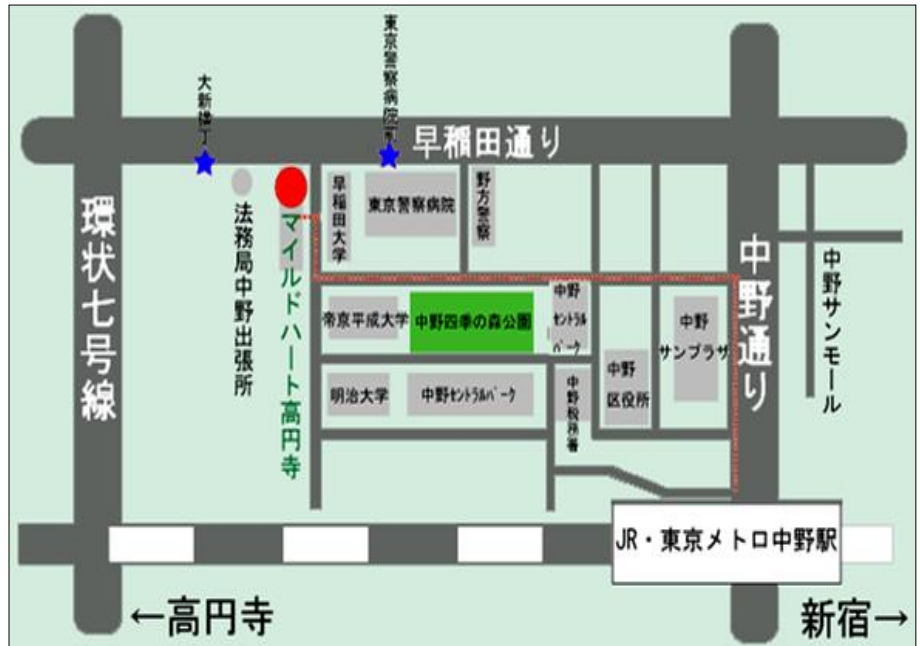 東京警察病院前
大新横丁
早稲田通り
環状七号線
法務局中野出張所
マイルドハート高円寺
早稲田大学
東京警察病院
野方警察
中野通り
中野サンモール
帝京平成大学
中野四季の森公園
中野
セントラル
パーク
中野
サンプラザ
中野
区役所
明治大学
中野セントラルパーク
中野税務署
JR・東京メトロ中野駅
←高円寺
新宿→